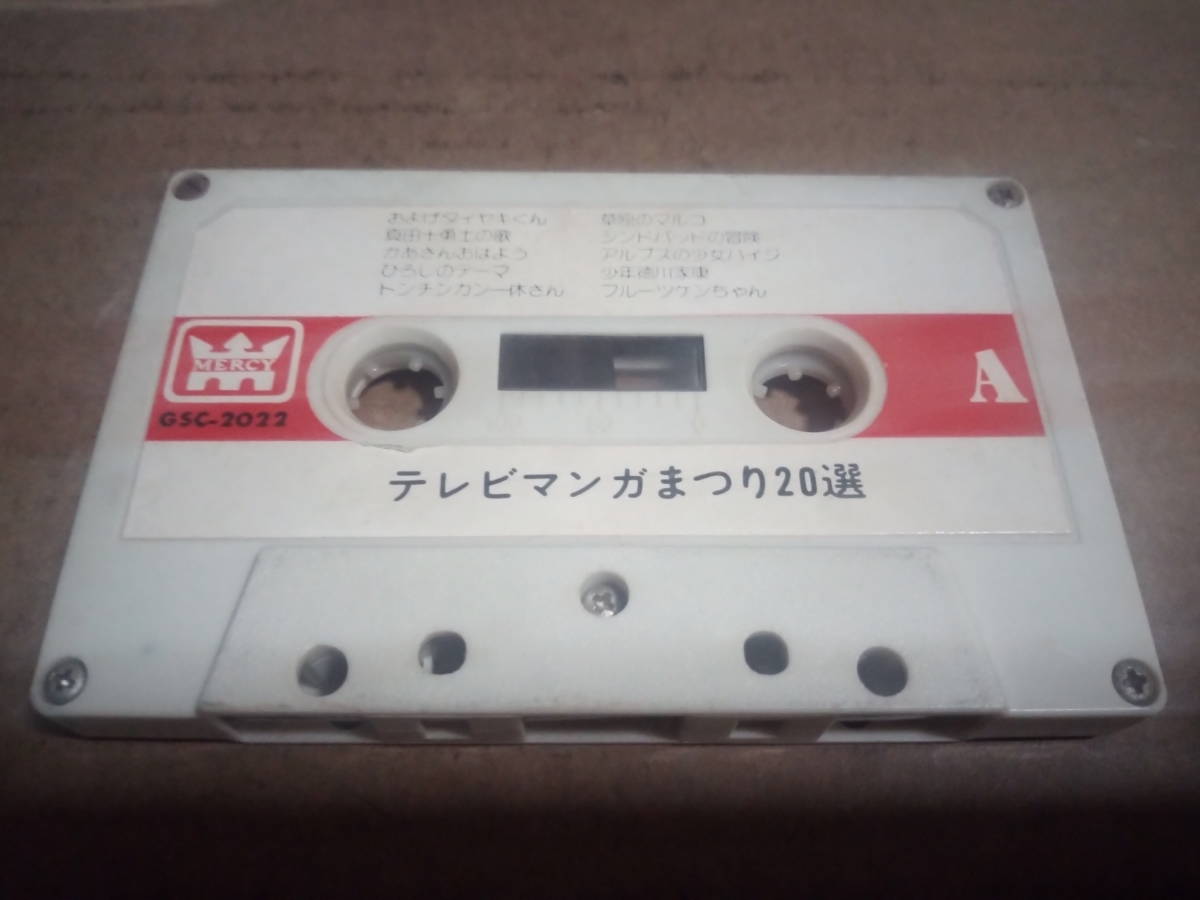 およげタイヤキくん
真田十勇士の歌
かあさんおはよう
ひろしのテーマ
トンチンカン一休さん
草原のマルコ
シンドバットの冒険
アルプスの少女ハイジ
少年徳川家康
フルーツケンちゃん
MERCY
GSC-2022
A
テレビマンガまつり20選